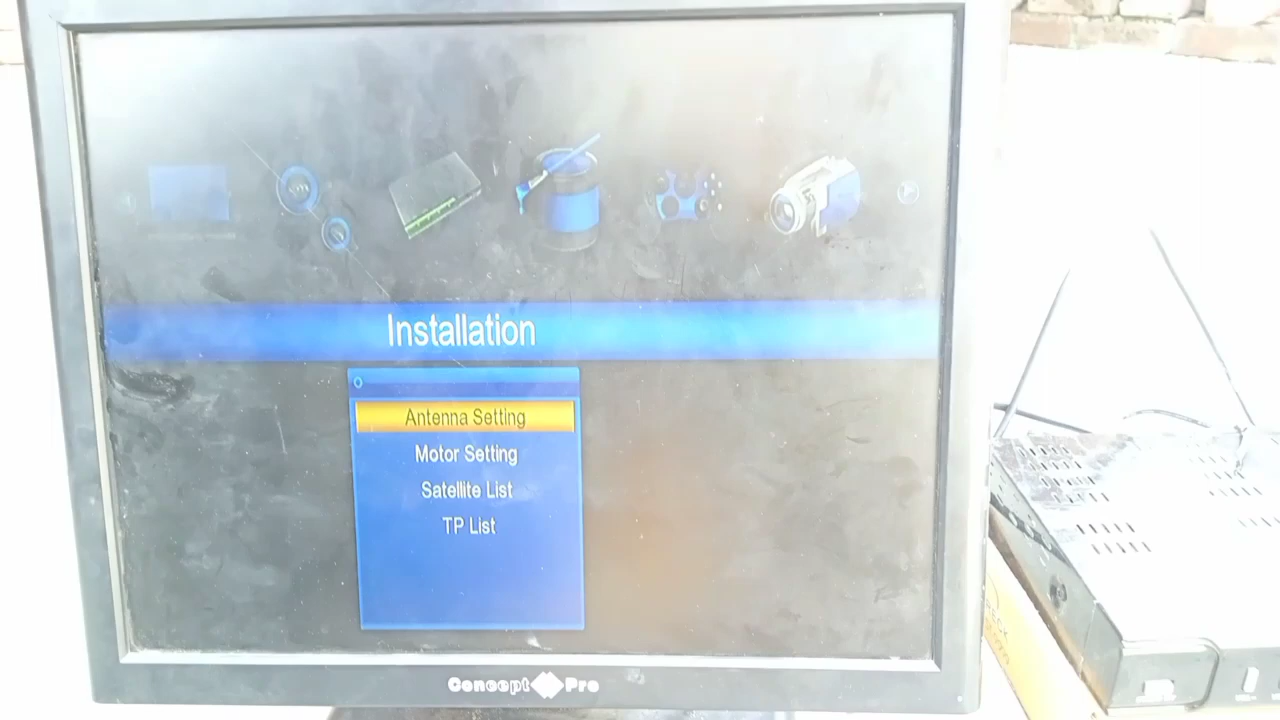 Installation
Antenna Setting
Motor Setting
Satellite List
TP List
Concept Pro